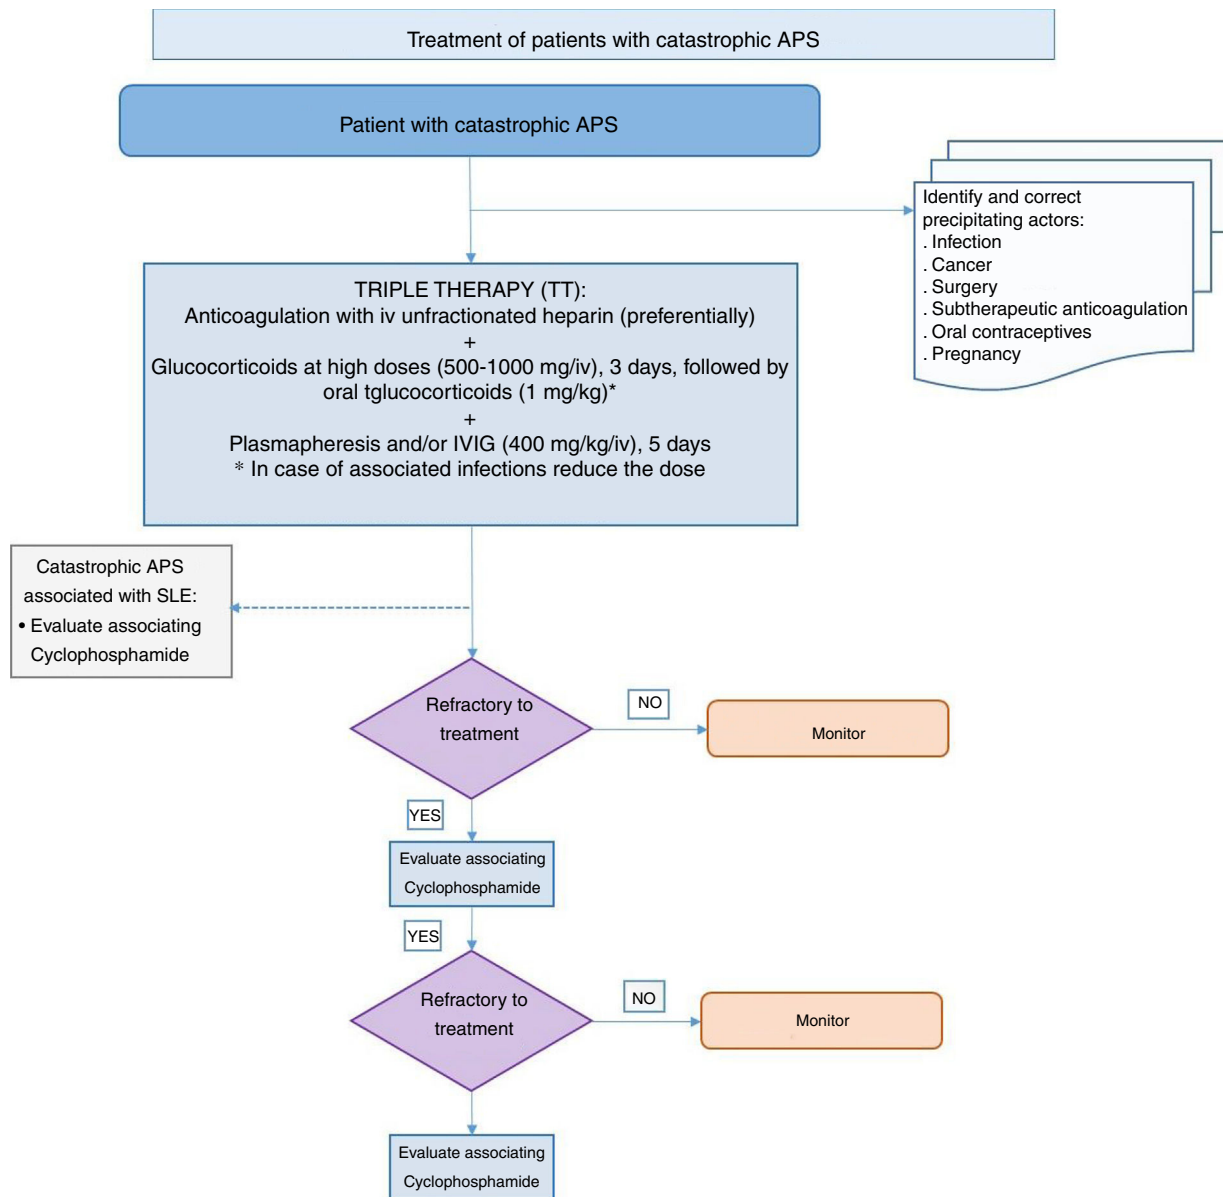 Treatment of patients with catastrophic APS
Patient with catastrophic APS
Identify and correct
precipitating actors:
. Infection
. Cancer
. Surgery
. Subtherapeutic anticoagulation
. Oral contraceptives
. Pregnancy
TRIPLE THERAPY (TT):
Anticoagulation with iv unfractionated heparin (preferentially)
+
Glucocorticoids at high doses (500-1000 mg/iv), 3 days, followed by
oral tglucocorticoids (1 mg/kg)*
+
Plasmapheresis and/or IVIG (400 mg/kg/iv), 5 days
* In case of associated infections reduce the dose
Catastrophic APS
associated with SLE:
• Evaluate associating
Cyclophosphamide
Refractory to
treatment
NO
Monitor
YES
Evaluate associating
Cyclophosphamide
YES
Refractory to
treatment
NO
Monitor
Evaluate associating
Cyclophosphamide